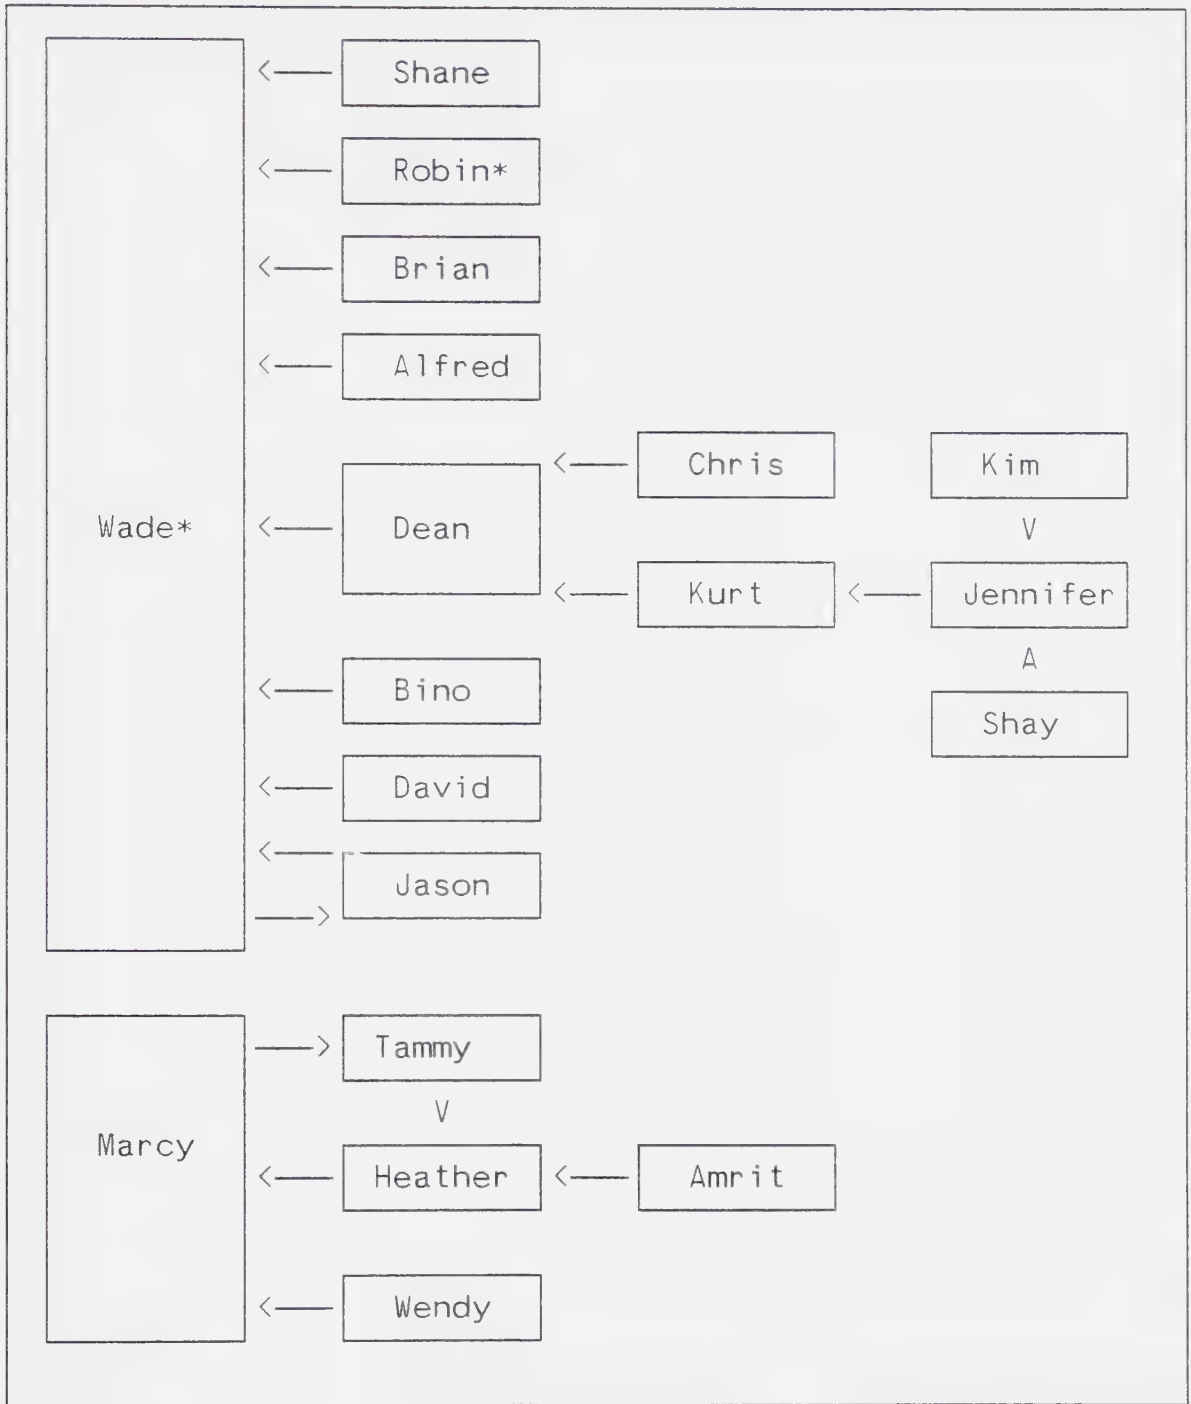 Shane
Robin*
Brian
Alfred
Chris
Kim
Wade*
Dean
V
Kurt
Jennifer
A
Bino
Shay
David
Jason
Tammy
V
Marcy
Heather
Amrit
Wendy